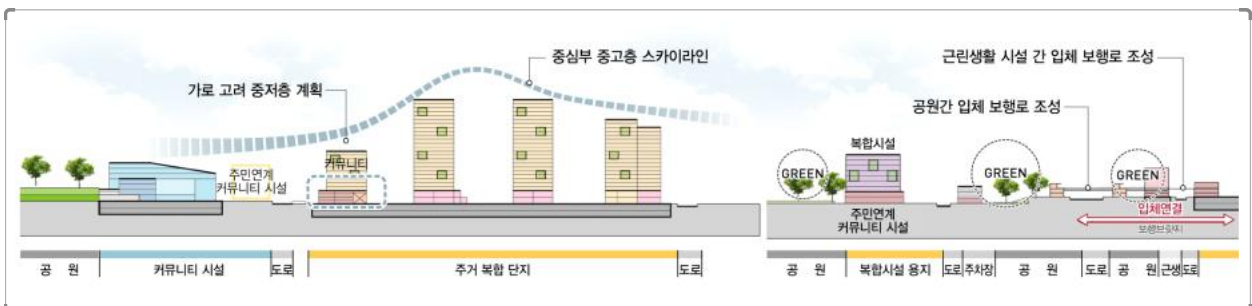 중심부 중고층 스카이라인
가로 고려 중저층 계획
커뮤니티
주민연계
커뮤니티 시설
공 원
커뮤니티 시설
도로
주거 복합 단지
도로
근린생활 시설 간 입체 보행로 조성
공원간 입체 보행로 조성
복합시설
GREEN
GREEN
GREEN
주민연계
커뮤니티 시설
입체연결
공 원
복합시설 용지
도로
주차장
공 원
도로
공 원
근생
도로